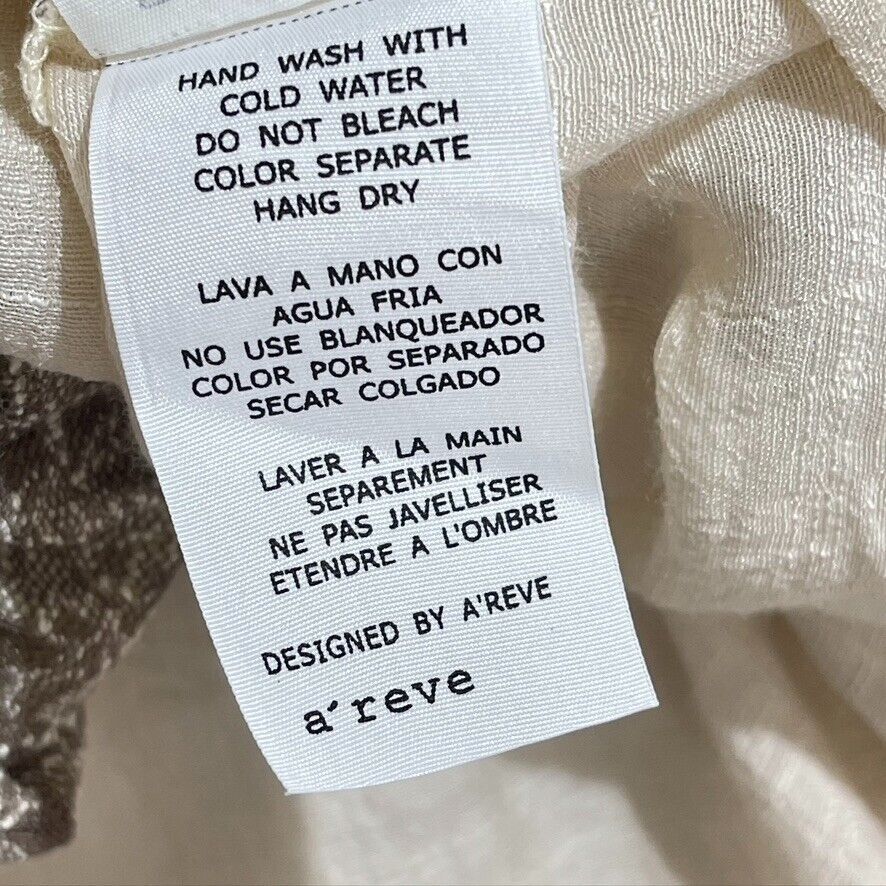 HAND WASH WITH
COLD WATER
DO NOT BLEACH
COLOR SEPARATE
HANG DRY
LAVA A MANO CON
AGUA FRIA
NO USE BLANQUEADOR
COLOR POR SEPARADO
SECAR COLGADO
LAVER A LA MAIN
SEPAREMENT
NE PAS JAVELLISER
ETENDRE A L'OMBRE
DESIGNED BY A'REVE
a´reve